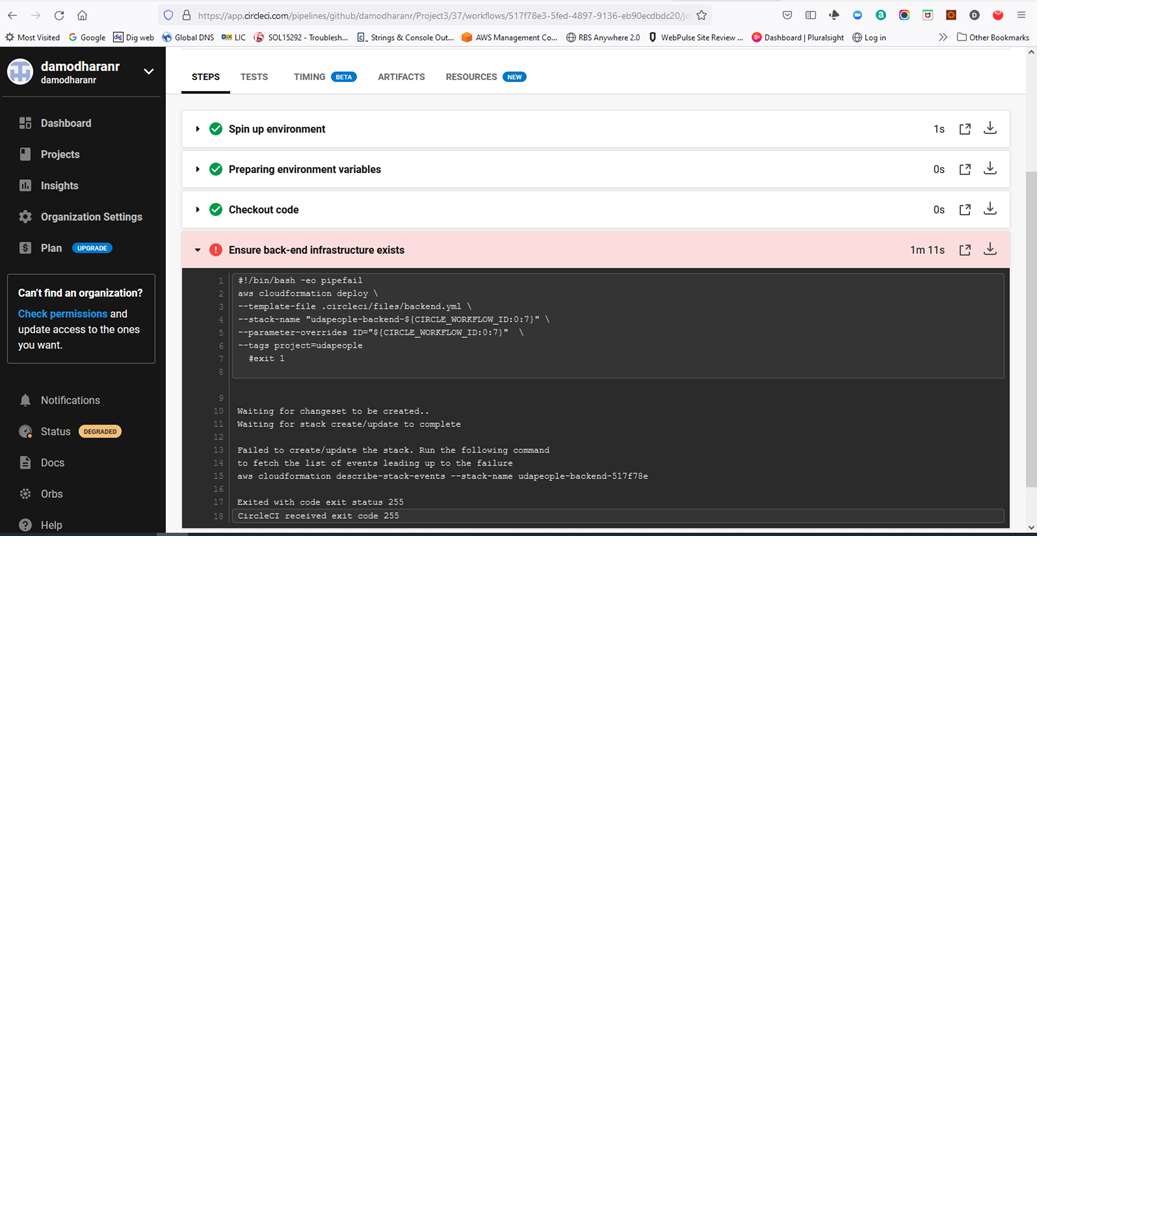 https://app.circleci.com/pipelines/github/damodharanr/Project3/37/workflows/517f78e3-5fed-4897-9136-eb90ecdbdc20/j
Most Visited Google Dig web Global DNS LIC SOL15292 - Troublesh... Strings & Console Out... AWS Management Co... RBS Anywhere 2.0 WebPulse Site Review ... Dashboard | Pluralsight Log in Other Bookmarks
damodharanr
damodharanr
Dashboard
Projects
Insights
Organization Settings
Plan UPGRADE
Can't find an organization?
Check permissions and
update access to the ones
you want.
Notifications
Status DEGRADED
Docs
Orbs
Help
STEPS TESTS TIMING BETA ARTIFACTS RESOURCES NEW
Spin up environment 1s
Preparing environment variables 0s
Checkout code 0s
Ensure back-end infrastructure exists 1m 11s
1 #!/bin/bash -eo pipefail
2 aws cloudformation deploy \
3 --template-file .circleci/files/backend.yml \
4 --stack-name "udapeople-backend-${CIRCLE_WORKFLOW_ID:0:7}" \
5 --parameter-overrides ID="${CIRCLE_WORKFLOW_ID:0:7}" \
6 --tags project=udapeople
7 #exit 1
8
9
10 Waiting for changeset to be created..
11 Waiting for stack create/update to complete
12
13 Failed to create/update the stack. Run the following command
14 to fetch the list of events leading up to the failure
15 aws cloudformation describe-stack-events --stack-name udapeople-backend-517f78e
16
17 Exited with code exit status 255
18 CircleCI received exit code 255